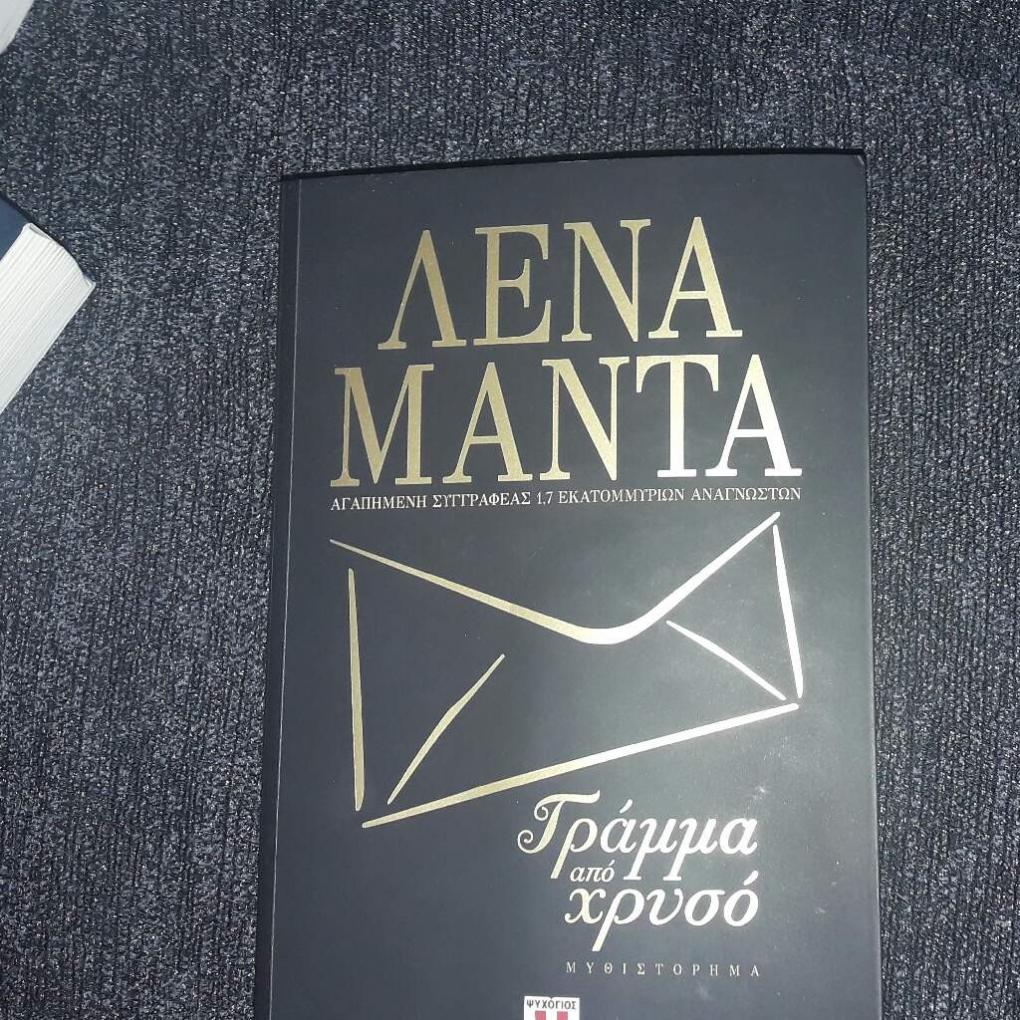 ΛΕΝΑ
ΜΑΝΤΑ
ΑΓΑΠΗΜΕΝΗ ΣΥΓΓΡΑΦΕΑΣ 1,7 ΕΚΑΤΟΜΜΥΡΙΩΝ ΑΝΑΓΝΩΣΤΩΝ
Γράμμα
από
χρυσό
ΜΥΘΙΣΤΟΡΗΜΑ
ΨΥΧΟΓΙΟΣ